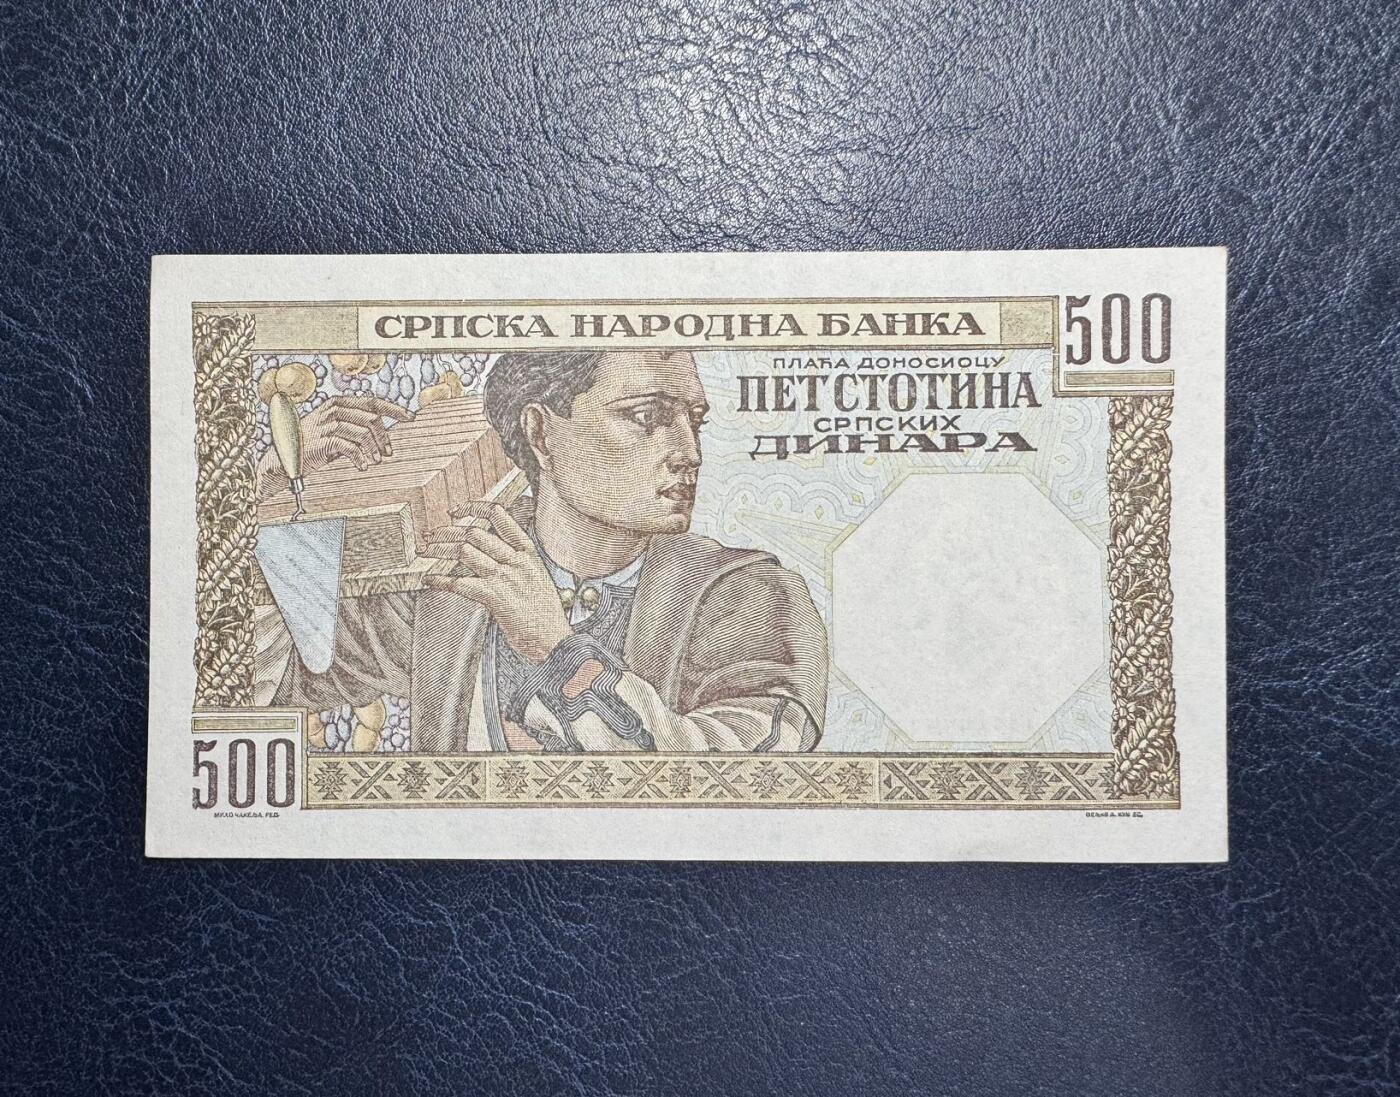 СРПСКА НАРОДНА БАНКА
500
ПЛАЋА ДОНОСИОЦУ
ПЕТСТОТИНА
СРПСКИХ
ДИНАРА
500